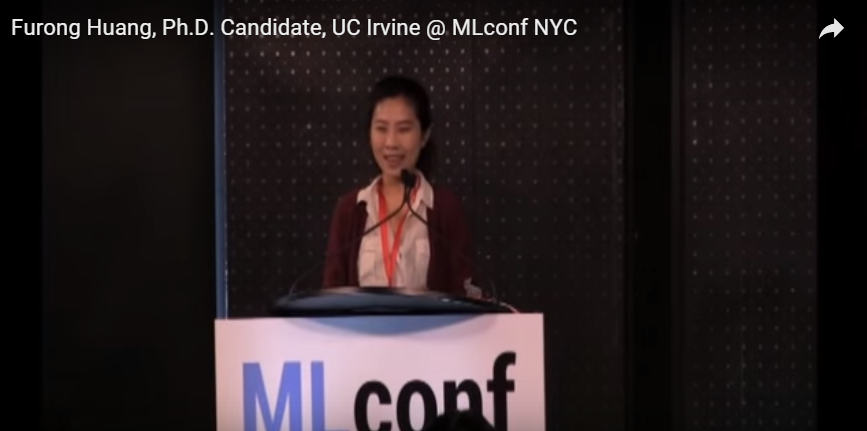 Furong Huang, Ph.D. Candidate, UC Irvine @ MLconf NYC
MLconf